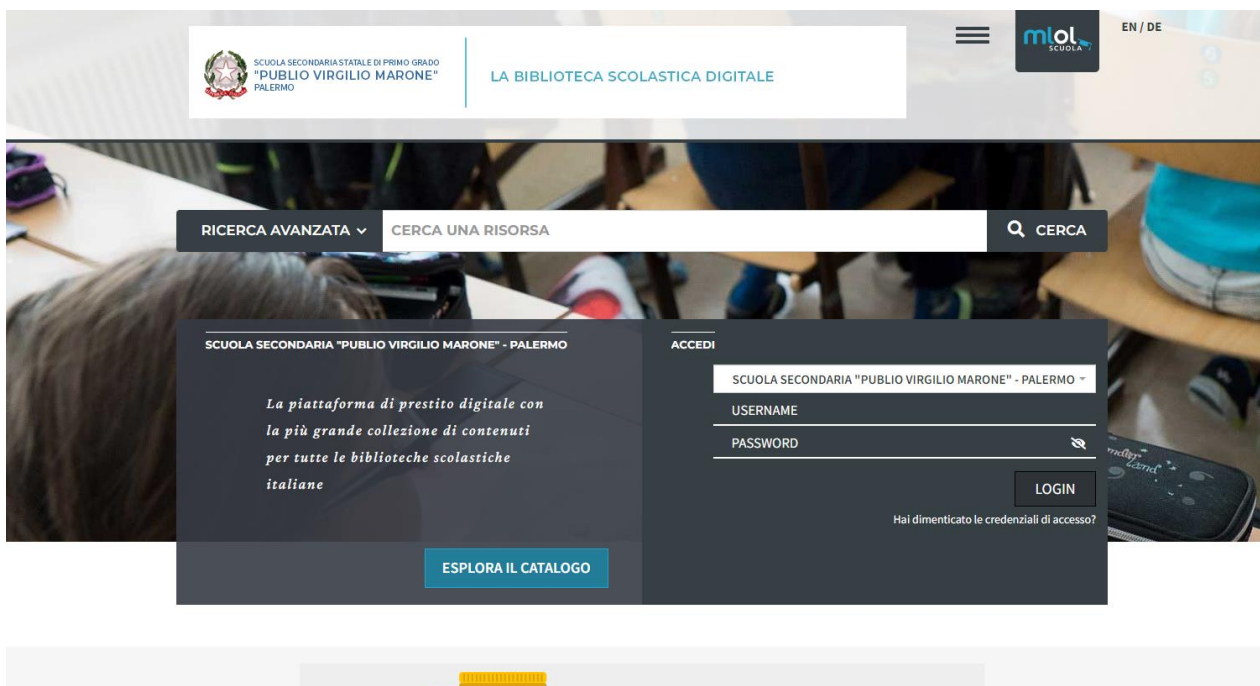 SCUOLA SECONDARIA STATALE DI PRIMO GRADO
"PUBLIO VIRGILIO MARONE"
PALERMO
LA BIBLIOTECA SCOLASTICA DIGITALE
mlol
SCUOLA
EN / DE
RICERCA AVANZATA
CERCA UNA RISORSA
CERCA
SCUOLA SECONDARIA "PUBLIO VIRGILIO MARONE" - PALERMO
La piattaforma di prestito digitale con
la più grande collezione di contenuti
per tutte le biblioteche scolastiche
italiane
ESPLORA IL CATALOGO
ACCEDI
SCUOLA SECONDARIA "PUBLIO VIRGILIO MARONE" - PALERMO
USERNAME
PASSWORD
LOGIN
Hai dimenticato le credenziali di accesso?